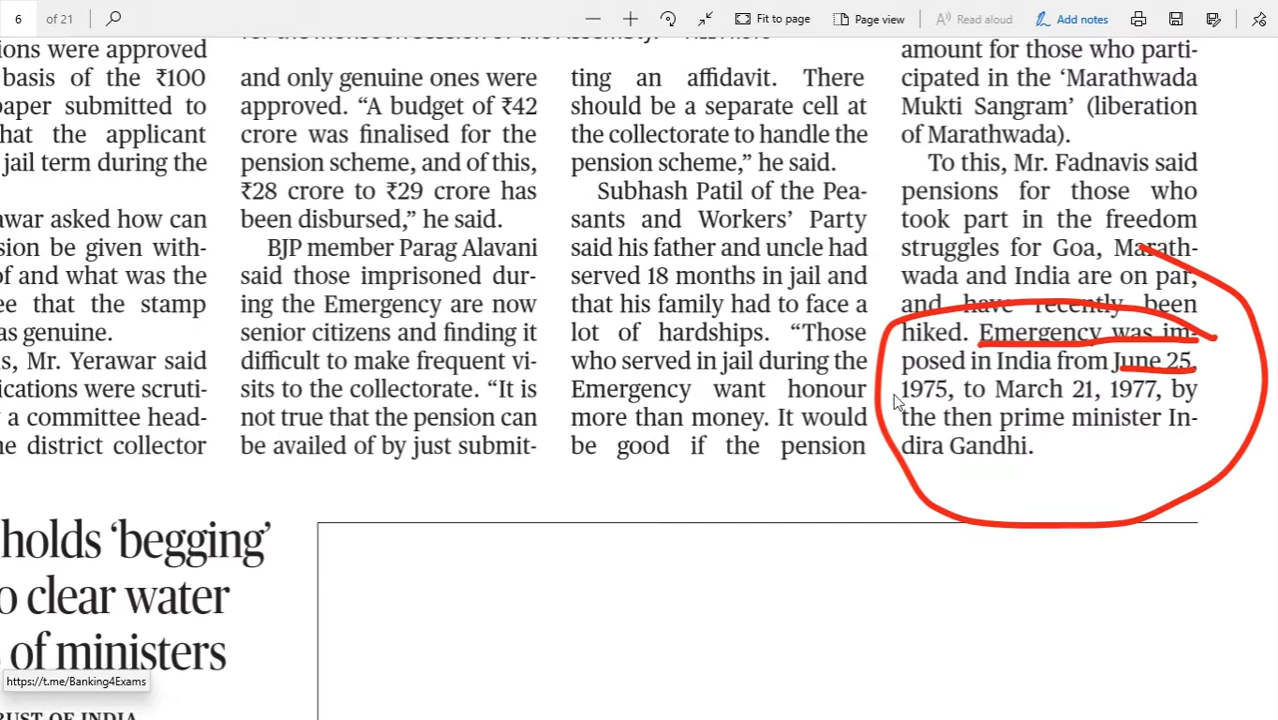 6 of 21
Fit to page
Page view
Read aloud
Add notes
ions were approved
basis of the ₹100
paper submitted to
hat the applicant
jail term during the
awar asked how can
sion be given with-
of and what was the
ee that the stamp
as genuine.
s, Mr. Yerawar said
lications were scruti-
y a committee head-
ne district collector
and only genuine ones were
approved. “A budget of ₹42
crore was finalised for the
pension scheme, and of this,
₹28 crore to ₹29 crore has
been disbursed,” he said.
BJP member Parag Alavani
said those imprisoned dur-
ing the Emergency are now
senior citizens and finding it
difficult to make frequent vi-
sits to the collectorate. “It is
not true that the pension can
be availed of by just submit-
ting an affidavit. There
should be a separate cell at
the collectorate to handle the
pension scheme,” he said.
Subhash Patil of the Pea-
sants and Workers’ Party
said his father and uncle had
served 18 months in jail and
that his family had to face a
lot of hardships. “Those
who served in jail during the
Emergency want honour
more than money. It would
be good if the pension
amount for those who parti-
cipated in the ‘Marathwada
Mukti Sangram’ (liberation
of Marathwada).
To this, Mr. Fadnavis said
pensions for those who
took part in the freedom
struggles for Goa, Marath-
wada and India are on par,
and have recently been
hiked. Emergency was im-
posed in India from June 25,
1975, to March 21, 1977, by
the then prime minister In-
dira Gandhi.
holds ‘begging’
o clear water
of ministers
https://t.me/Banking4Exams
RUST OF INDIA